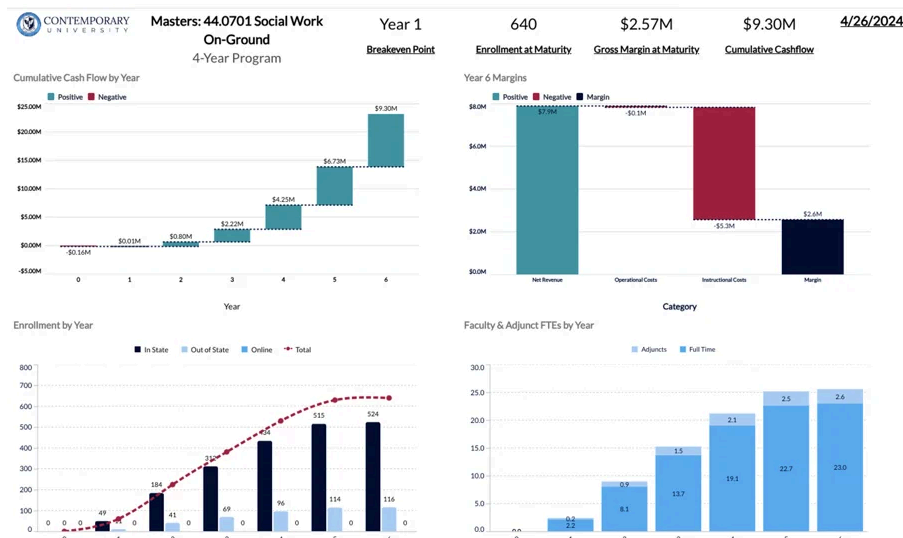 CONTEMPORARY
UNIVERSITY
Masters: 44.0701 Social Work
On-Ground
4-Year Program
Year 1
Breakeven Point
640
Enrollment at Maturity
$2.57M
Gross Margin at Maturity
$9.30M
Cumulative Cashflow
4/26/2024
Cumulative Cash Flow by Year
Positive Negative
$25.00M
$20.00M
$15.00M
$10.00M
$5.00M
$0.00M
-$5.00M
-$0.16M
$0.01M
$0.80M
$2.22M
$4.25M
$6.73M
$9.30M
0 1 2 3 4 5 6
Year
Year 6 Margins
Positive Negative Margin
$8.0M
$6.0M
$4.0M
$2.0M
$0.0M
$7.9M
-$0.1M
-$5.3M
$2.6M
Net Revenue Operational Costs Instructional Costs Margin
Category
Enrollment by Year
In State Out of State Online Total
800
700
600
500
400
300
200
100
0
0 0 0
49 0
184 41 0
69 0
96 0
515 114 0
524 116 0
Faculty & Adjunct FTEs by Year
Adjuncts Full Time
30.0
25.0
20.0
15.0
10.0
5.0
0.0
0.2
2.2
0.9
8.1
1.5
13.7
2.1
19.1
2.5
22.7
2.6
23.0